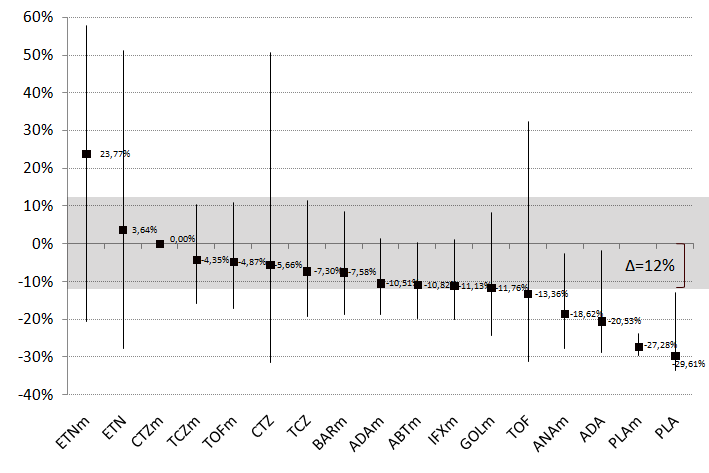 60%
50%
40%
30%
20%
10%
0%
-10%
-20%
-30%
-40%
23,77%
3,64%
0,00%
-4,35%
-4,87%
-5,66%
-7,30%
-7,58%
-10,51%
-10,82%
-11,13%
-11,76%
-13,36%
-18,62%
-20,53%
-27,28%
-29,61%
Δ=12%
ETNm
ETN
CTZm
TCZm
TOFm
CTZ
TCZ
BARm
ADAm
ABTm
IFXm
GOLm
TOF
ANAm
ADA
PLAm
PLA